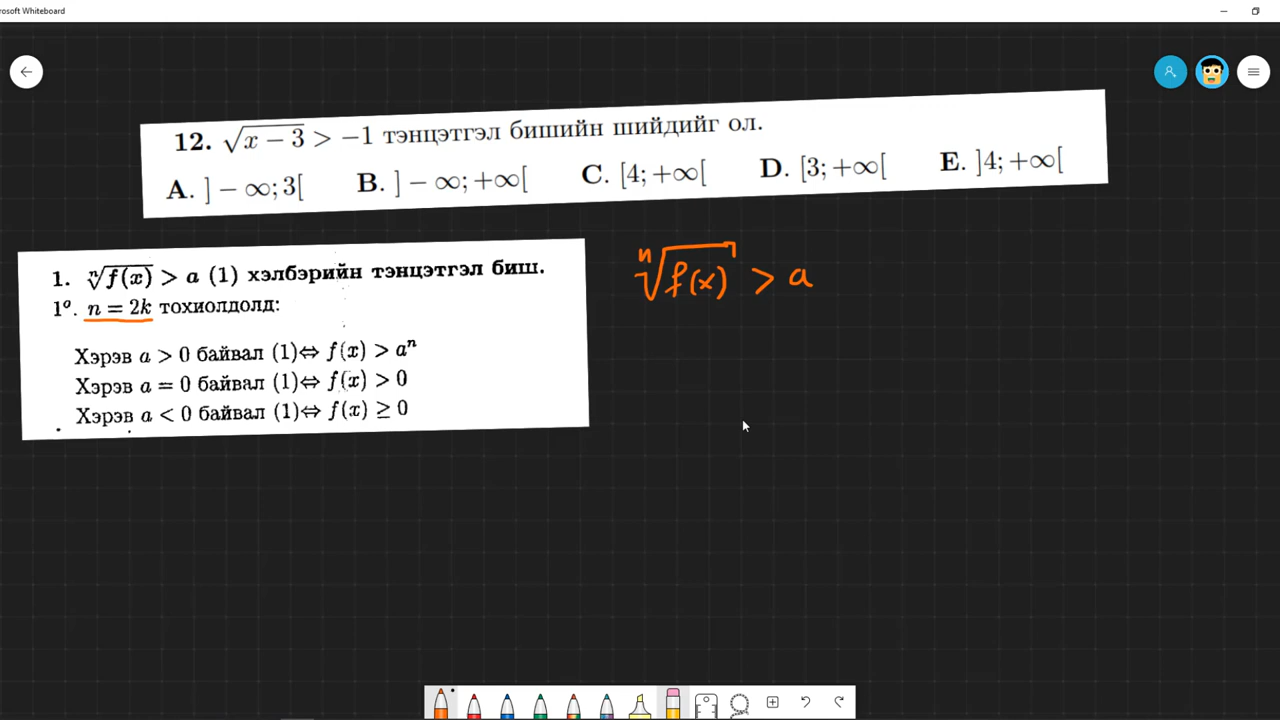 rosoft Whiteboard
12. √(x − 3) > −1 тэнцэтгэл бишийн шийдийг ол.
A. ] − ∞; 3[ B. ] − ∞; +∞[ C. [4; +∞[ D. [3; +∞[ E. ]4; +∞[
1. ⁿ√f(x) > a (1) хэлбэрийн тэнцэтгэл биш.
1°. n = 2k тохиолдолд:
Хэрэв a > 0 байвал (1)⇔ f(x) > aⁿ
Хэрэв a = 0 байвал (1)⇔ f(x) > 0
Хэрэв a < 0 байвал (1)⇔ f(x) ≥ 0
ⁿ√f(x) > a